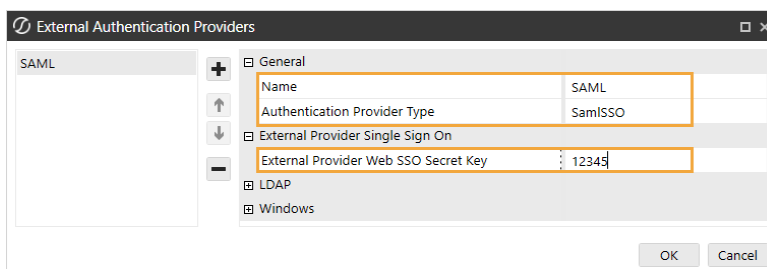 External Authentication Providers
SAML
General
Name SAML
Authentication Provider Type SamlSSO
External Provider Single Sign On
External Provider Web SSO Secret Key 12345
LDAP
Windows
OK Cancel